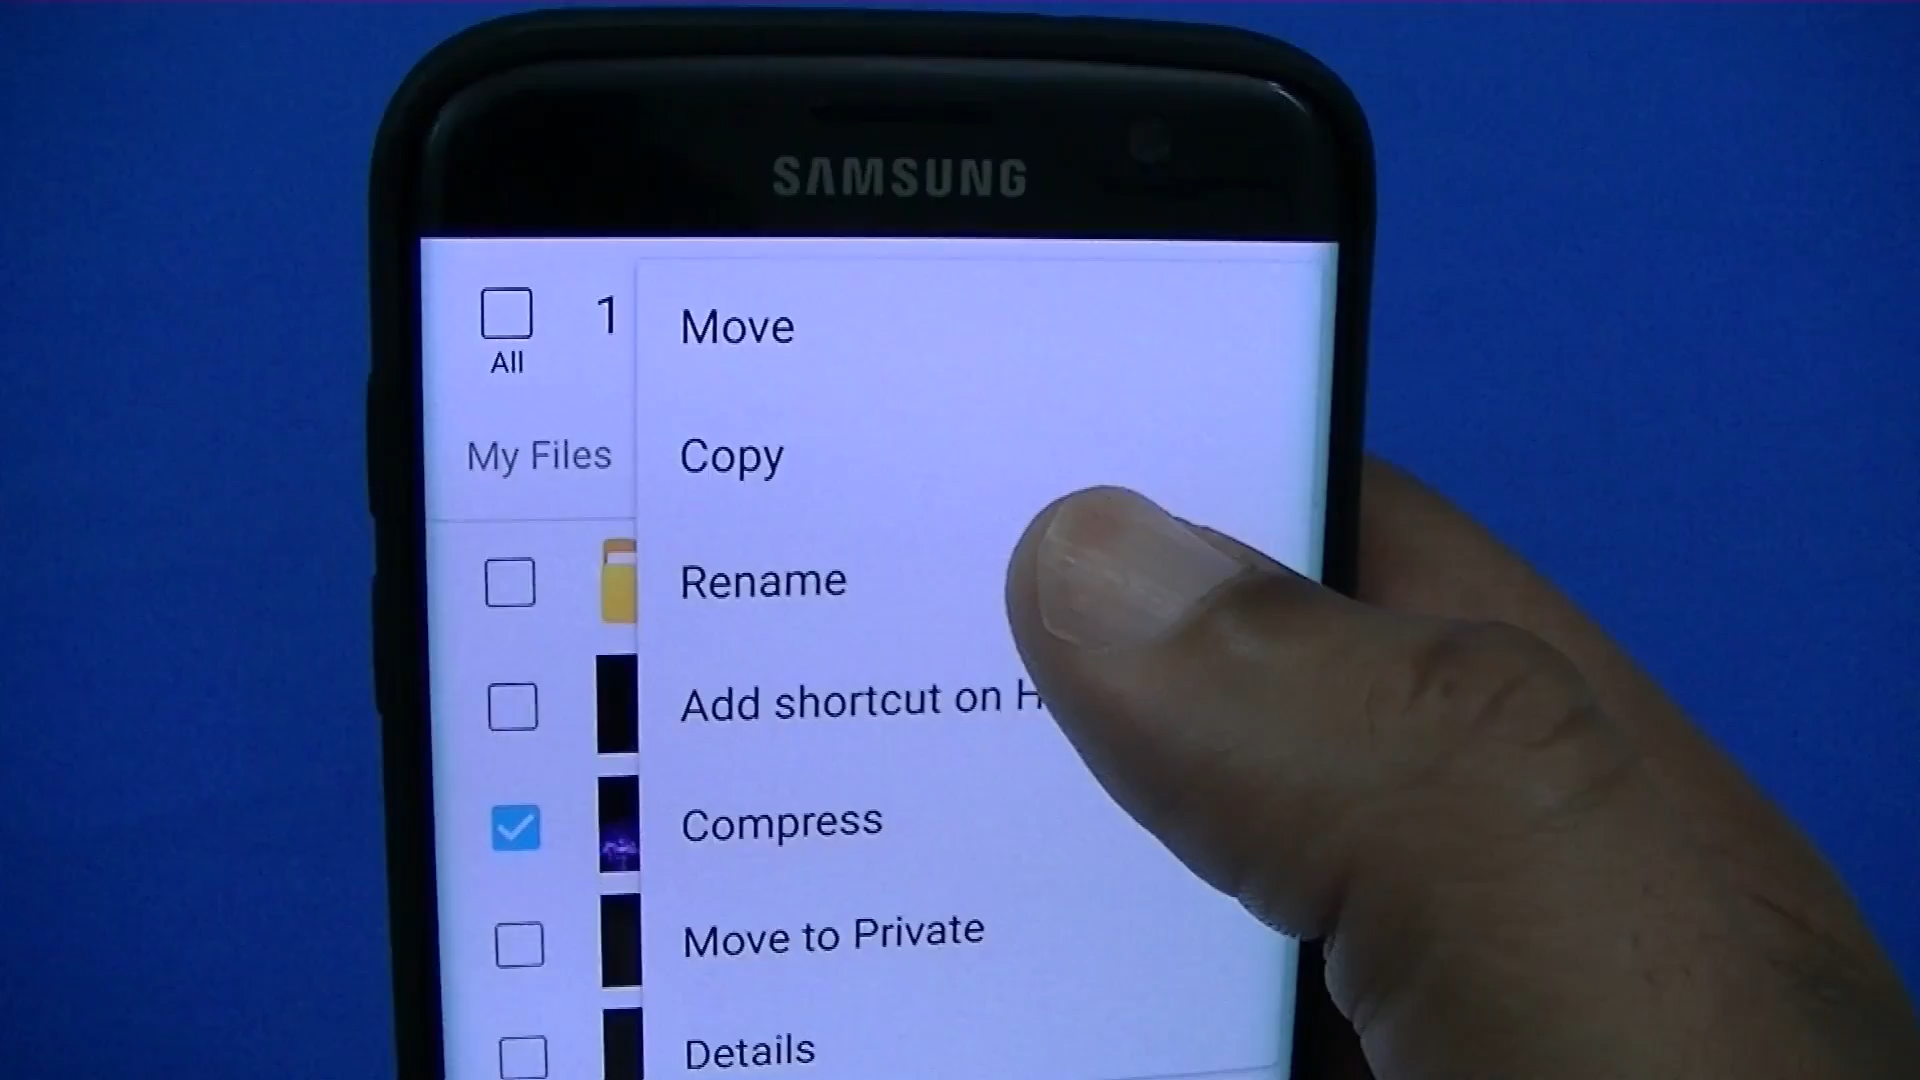 SAMSUNG
1
All
My Files
Move
Copy
Rename
Add shortcut on
Compress
Move to Private
Details